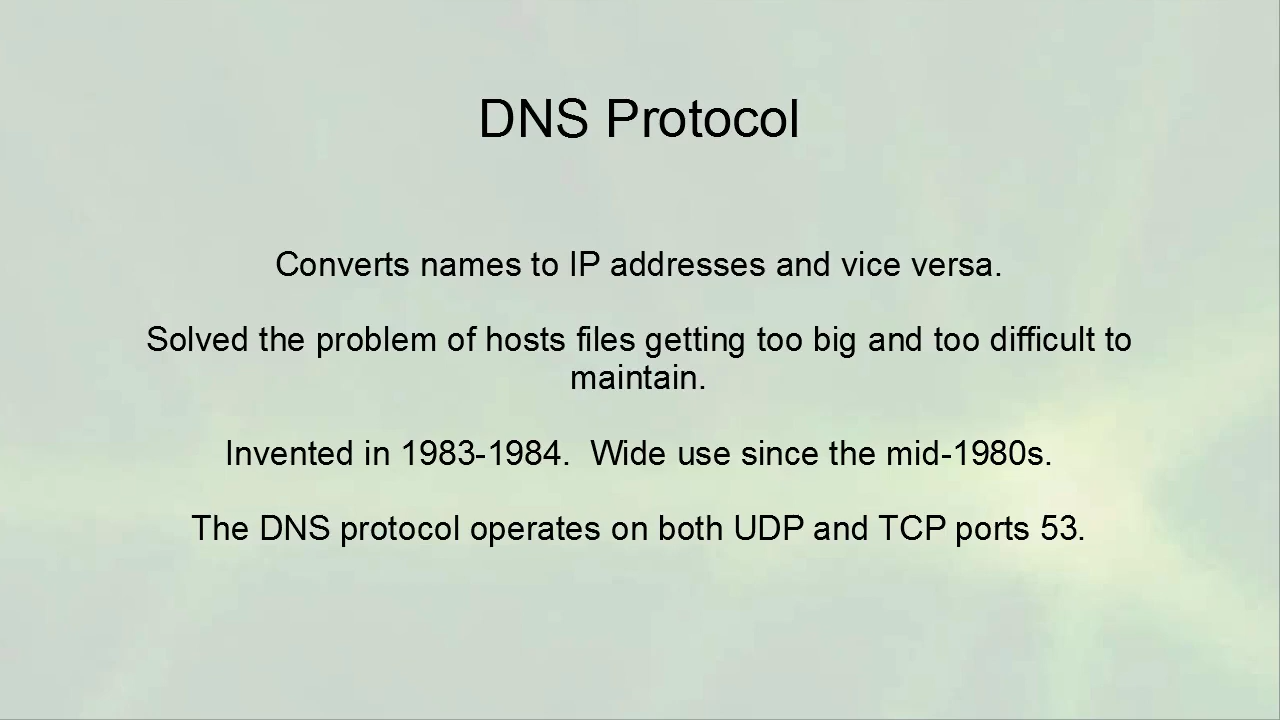 DNS Protocol
Converts names to IP addresses and vice versa.
Solved the problem of hosts files getting too big and too difficult to
maintain.
Invented in 1983-1984.  Wide use since the mid-1980s.
The DNS protocol operates on both UDP and TCP ports 53.